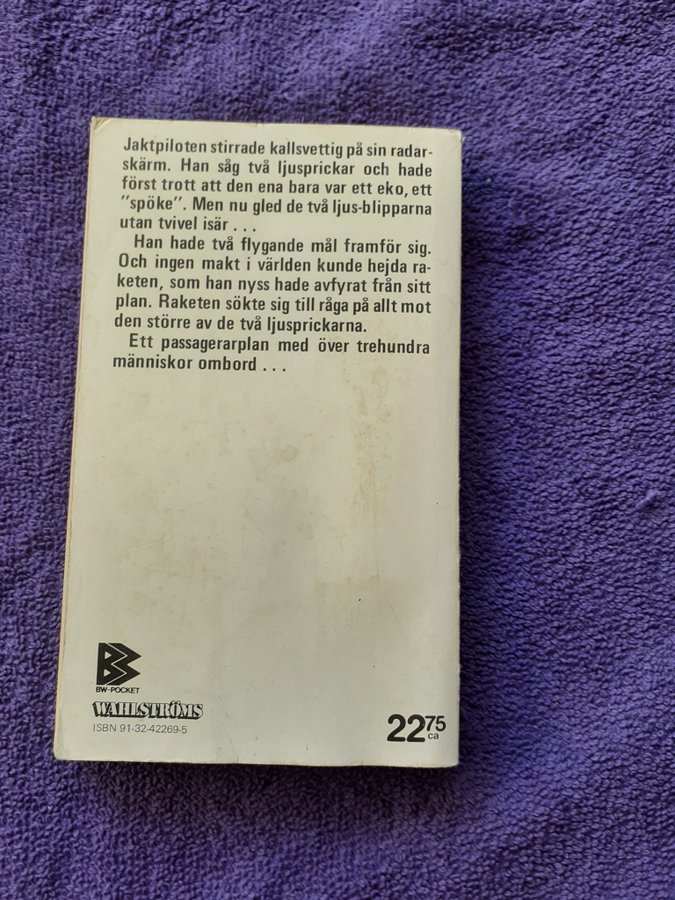 Jaktpiloten stirrade kallsvettig på sin radar-
skärm. Han såg två ljusprickar och hade
först trott att den ena bara var ett eko, ett
"spöke". Men nu gled de två ljus-blipparna
utan tvivel isär . . .
Han hade två flygande mål framför sig.
Och ingen makt i världen kunde hejda ra-
keten, som han nyss hade avfyrat från sitt
plan. Raketen sökte sig till råga på allt mot
den större av de två ljusprickarna.
Ett passagerarplan med över trehundra
människor ombord . . .
BW-POCKET
WAHLSTRÖMS
ISBN 91-32-42269-5
22 75
ca